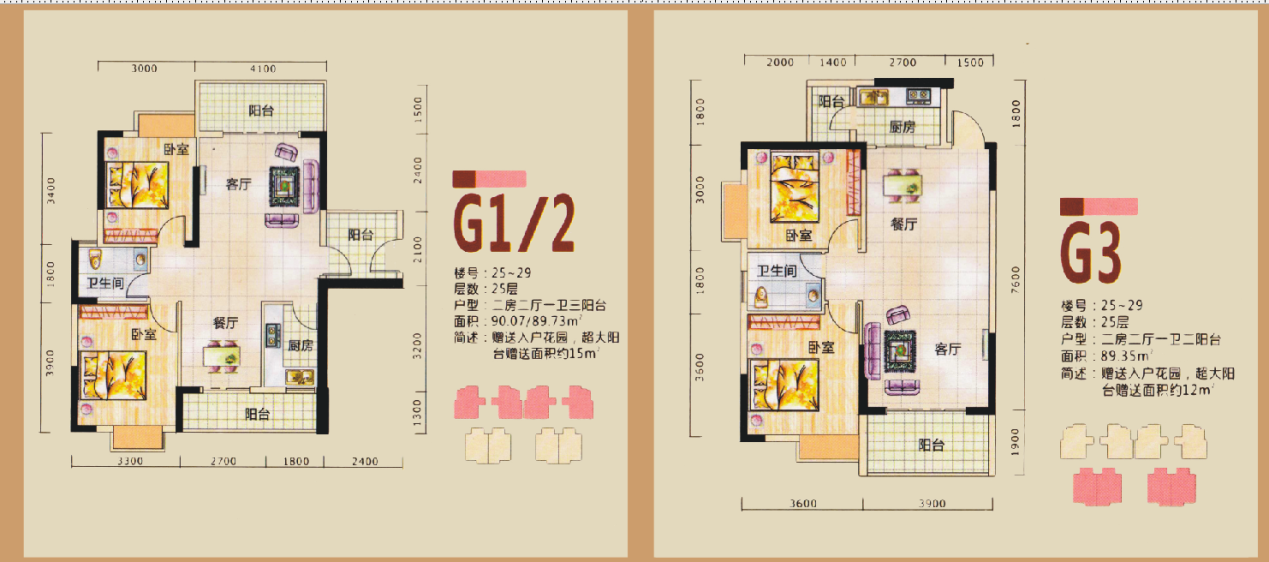 3000 4100
阳台
1500
卧室
3400
客厅
2400
阳台
2100
1800
卫生间
卧室
餐厅
厨房
3900
3200
阳台
1300
3300 2700 1800 2400
G1/2
楼号：25~29
层数：25层
户型：二房二厅一卫三阳台
面积：90.07/89.73㎡
简述：赠送入户花园，超大阳
台赠送面积约15㎡
2000 1400 2700 1500
阳台
厨房
1800
1800
3000
卧室
餐厅
卫生间
1800
7600
卧室
客厅
3600
阳台
1900
3600 3900
G3
楼号：25~29
层数：25层
户型：二房二厅一卫二阳台
面积：89.35㎡
简述：赠送入户花园，超大阳
台赠送面积约12㎡